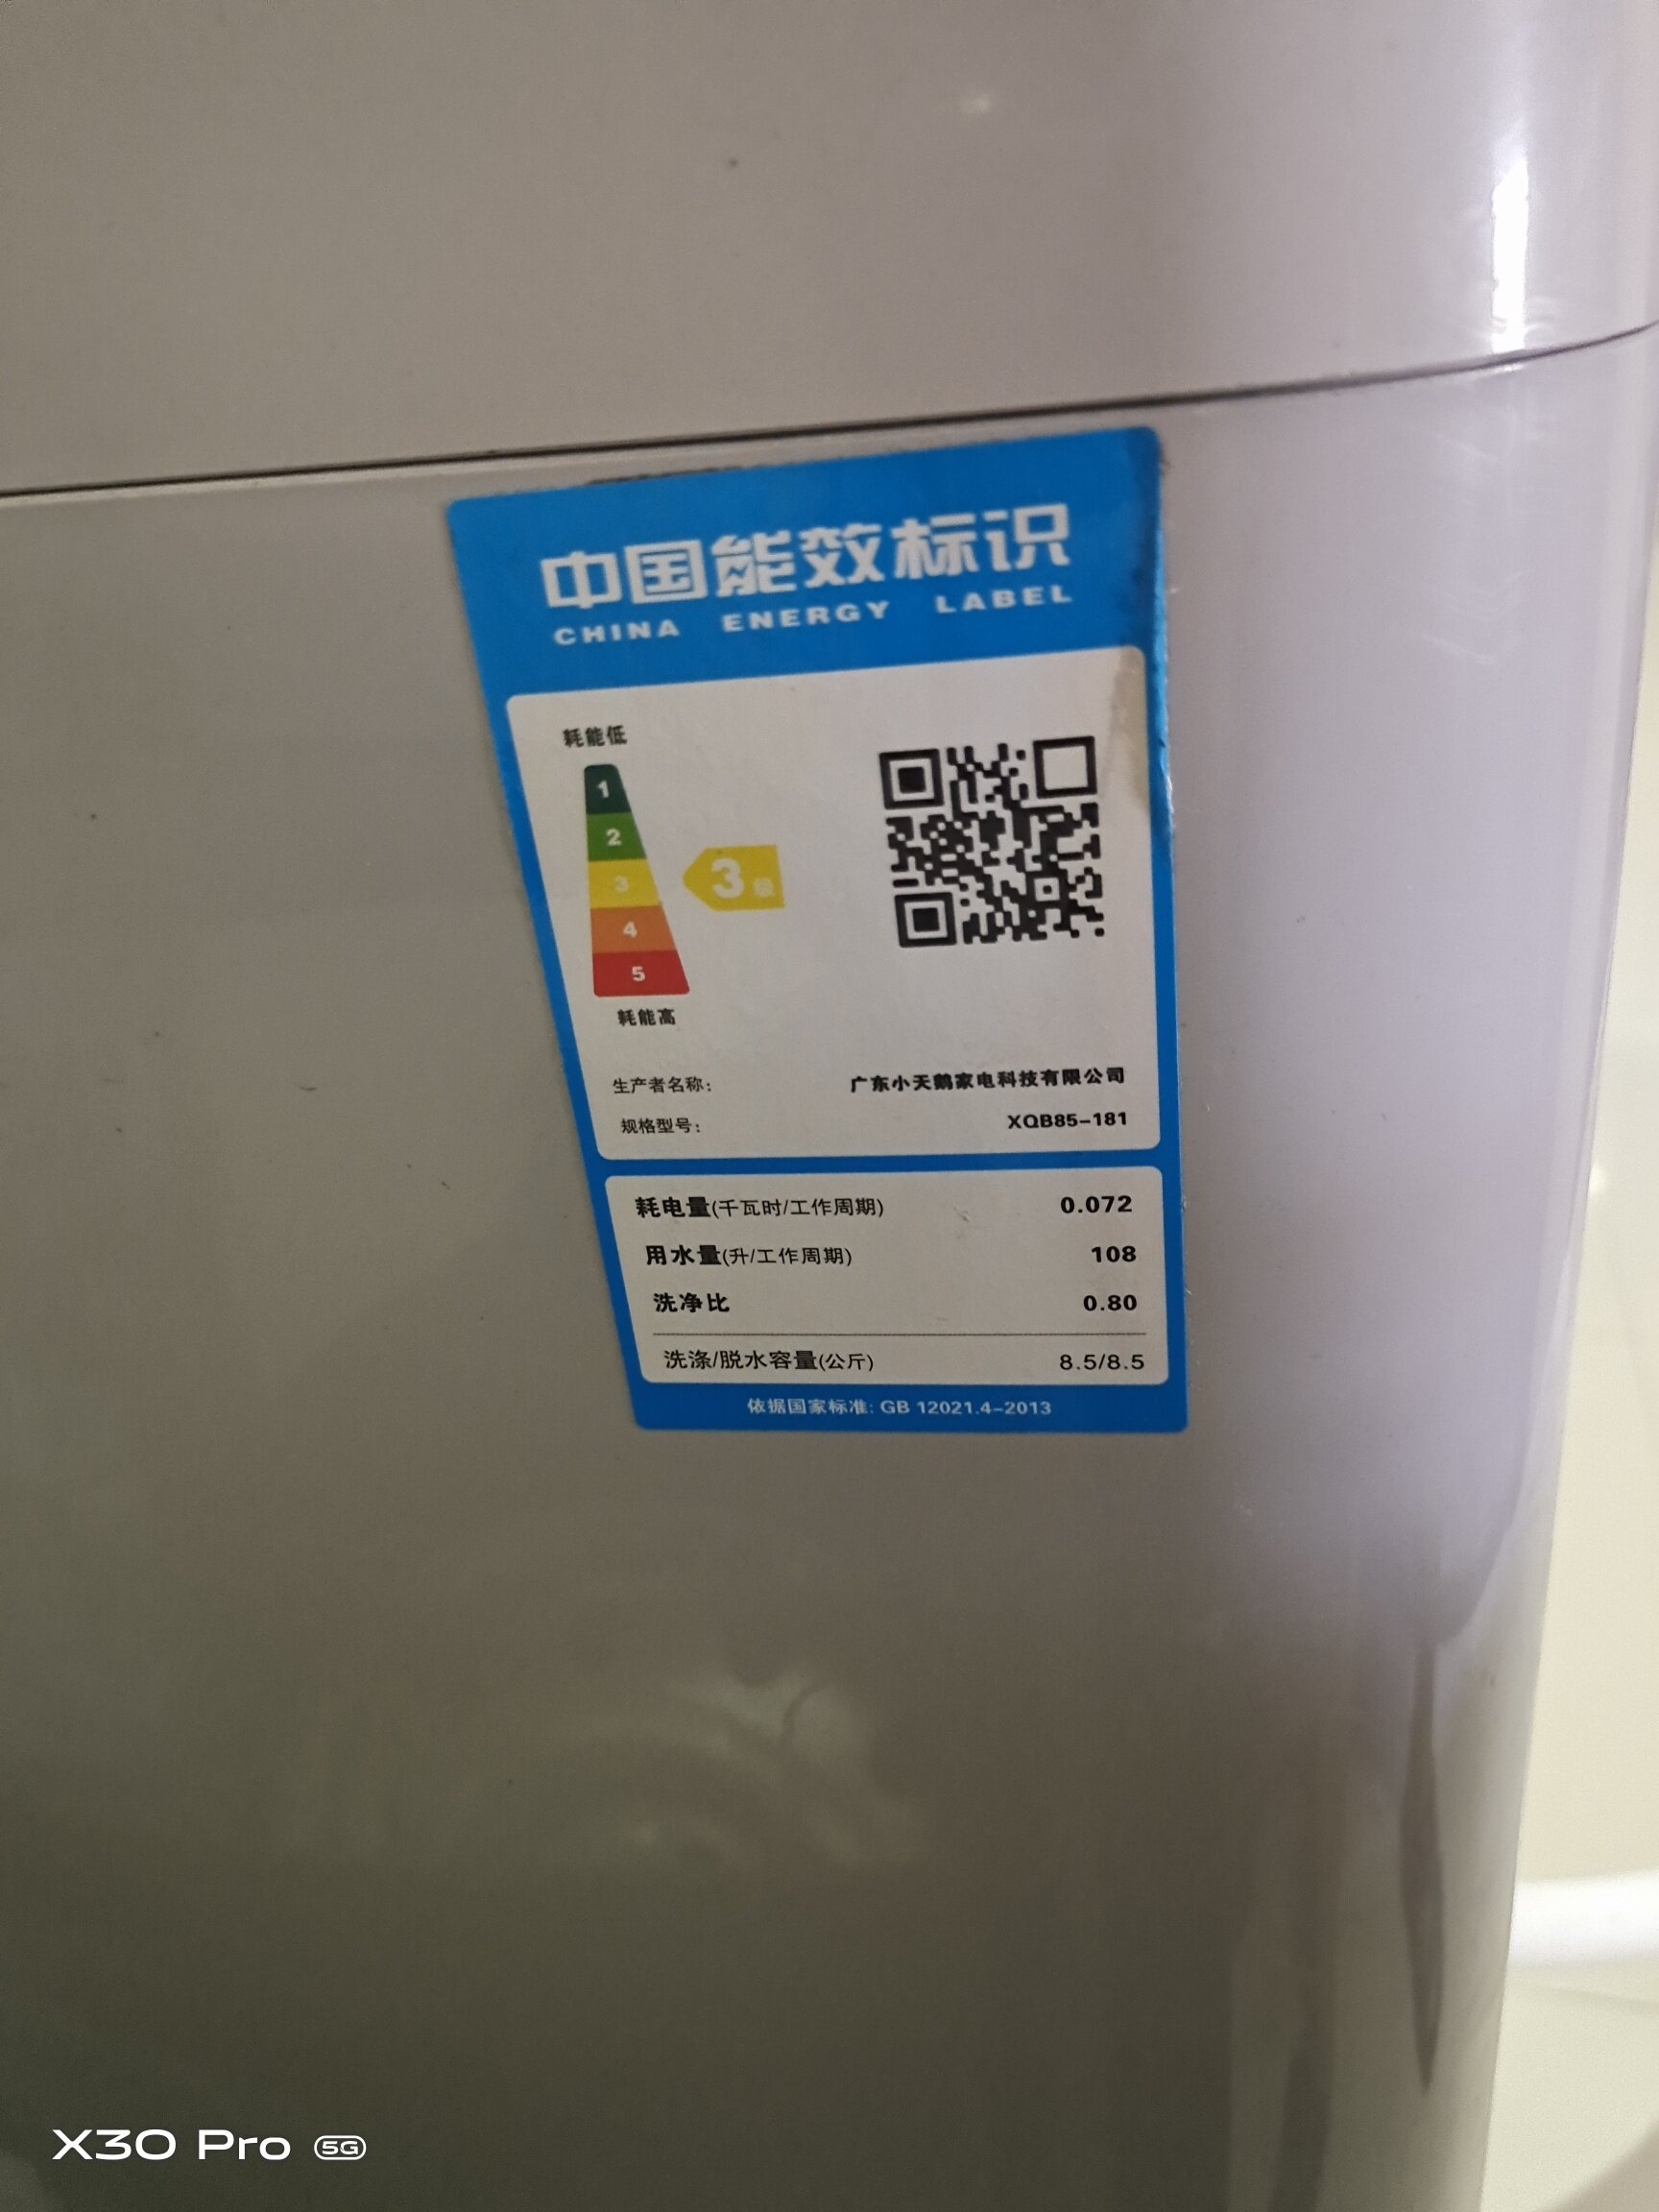 中国能效标识
CHINA ENERGY LABEL
耗能低
1
2
3
3级
4
5
耗能高
生产者名称: 广东小天鹅家电科技有限公司
规格型号: XQB85-181
耗电量(千瓦时/工作周期) 0.072
用水量(升/工作周期) 108
洗净比 0.80
洗涤/脱水容量(公斤) 8.5/8.5
依据国家标准: GB 12021.4-2013
X30 Pro 5G